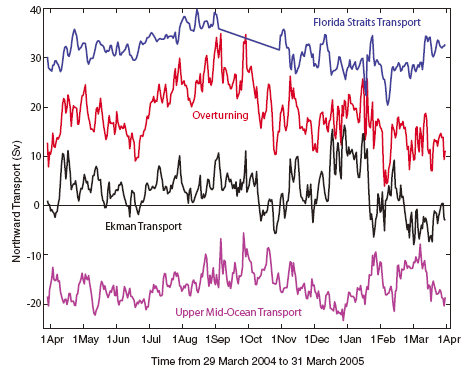 40
30
20
10
0
-10
-20
Northward Transport (Sv)
Florida Straits Transport
Overturning
Ekman Transport
Upper Mid-Ocean Transport
1Apr 1May 1Jun 1Jul 1Aug 1Sep 1Oct 1Nov 1Dec 1Jan 1Feb 1Mar 1Apr
Time from 29 March 2004 to 31 March 2005